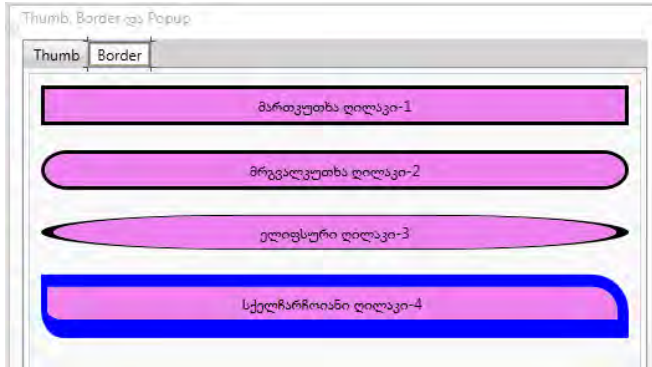 Thumb, Border და Popup
Thumb Border
მართკუთხა ღილაკი-1
მრგვალკუთხა ღილაკი-2
ელიფსური ღილაკი-3
სქელჩარჩოიანი ღილაკი-4